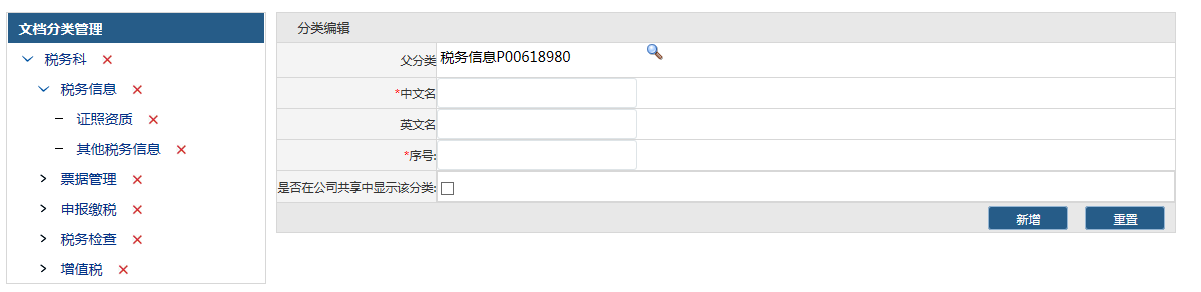 文档分类管理
税务科
税务信息
证照资质
其他税务信息
票据管理
申报缴税
税务检查
增值税
分类编辑
父分类 税务信息P00618980
*中文名
英文名
*序号:
是否在公司共享中显示该分类:
新增 重置